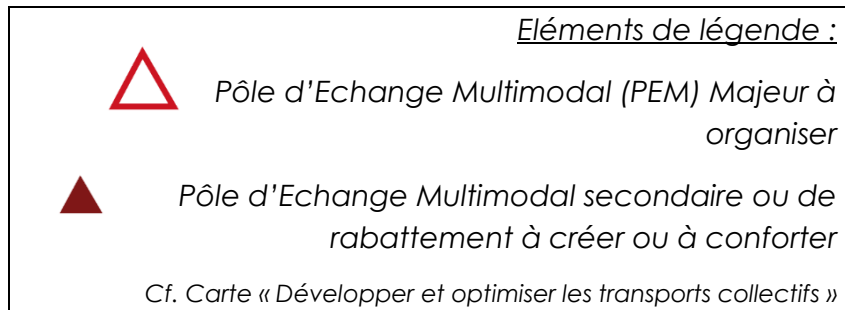 Eléments de légende :
Pôle d’Echange Multimodal (PEM) Majeur à
organiser
Pôle d’Echange Multimodal secondaire ou de
rabattement à créer ou à conforter
Cf. Carte « Développer et optimiser les transports collectifs »